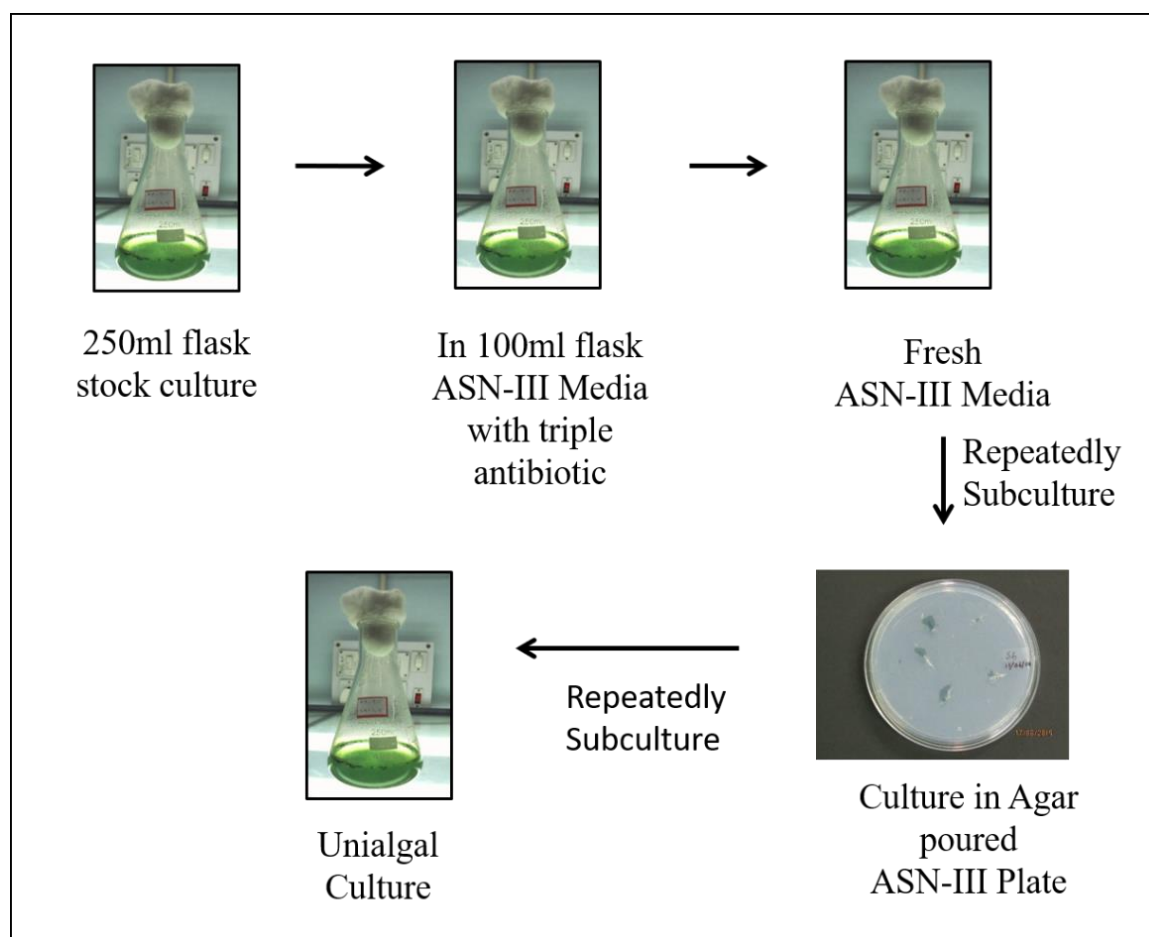 250ml flask
stock culture
In 100ml flask
ASN-III Media
with triple
antibiotic
Fresh
ASN-III Media
Repeatedly
Subculture
Culture in Agar
poured
ASN-III Plate
Repeatedly
Subculture
Unialgal
Culture